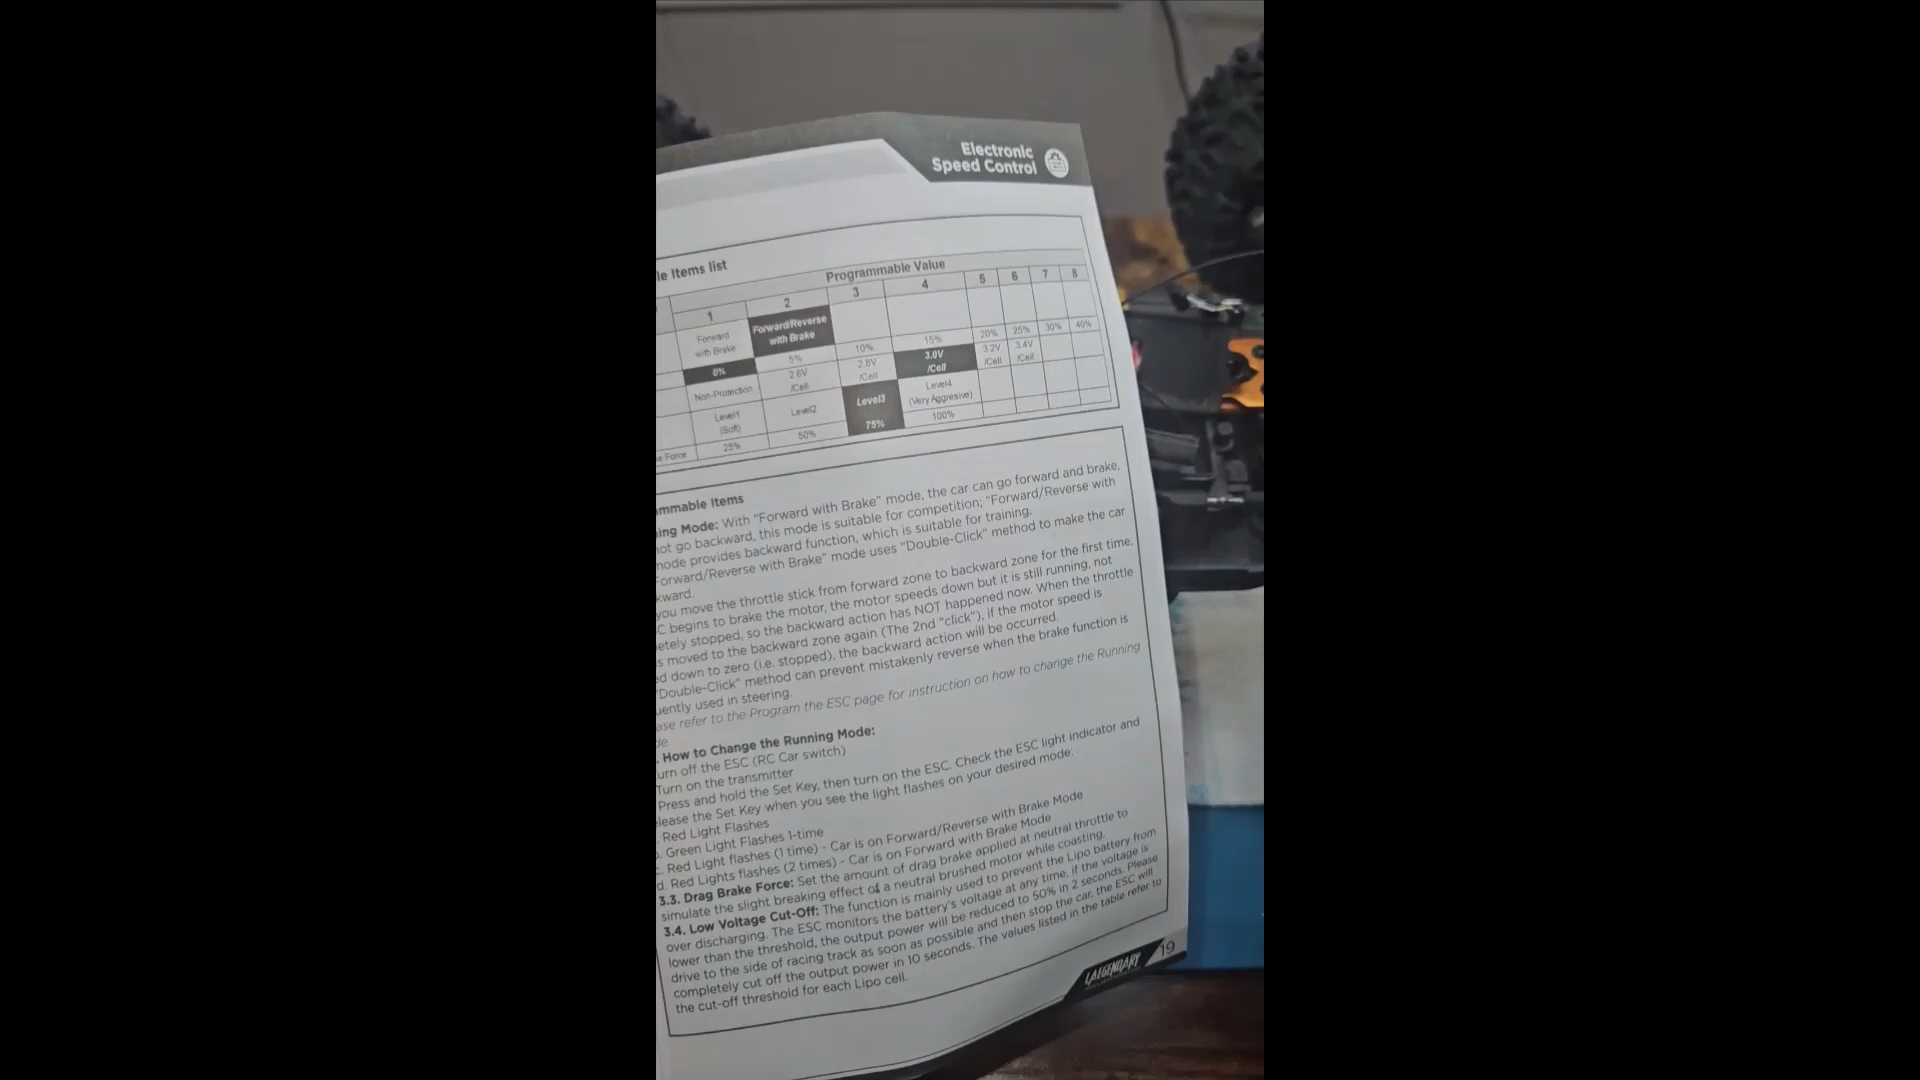 Electronic
Speed Control
le Items list
Programmable Value
1 2 3 4 5 6 7 8
Forward
with Brake
Forward/Reverse
with Brake
0% 5% 10% 15% 20% 25% 30% 40%
Non-Protection
2.6V
/Cell
2.8V
/Cell
3.0V
/Cell
3.2V
/Cell
3.4V
/Cell
Level1
(Soft)
Level2
Level3
Level4
(Very Aggresive)
e Force 25% 50% 75% 100%
mmable Items
ing Mode: With "Forward with Brake" mode, the car can go forward and brake,
not go backward, this mode is suitable for competition; "Forward/Reverse with
mode provides backward function, which is suitable for training.
Forward/Reverse with Brake" mode uses "Double-Click" method to make the car
kward.
you move the throttle stick from forward zone to backward zone for the first time,
C begins to brake the motor, the motor speeds down but it is still running, not
etely stopped, so the backward action has NOT happened now. When the throttle
s moved to the backward zone again (The 2nd "click"), if the motor speed is
ed down to zero (i.e. stopped), the backward action will be occurred.
"Double-Click" method can prevent mistakenly reverse when the brake function is
uently used in steering.
ase refer to the Program the ESC page for instruction on how to change the Running
de.
. How to Change the Running Mode:
urn off the ESC (RC Car switch)
Turn on the transmitter
Press and hold the Set Key, then turn on the ESC. Check the ESC light indicator and
lease the Set Key when you see the light flashes on your desired mode.
. Red Light Flashes
. Green Light Flashes 1-time
. Red Light flashes (1 time) - Car is on Forward/Reverse with Brake Mode
d. Red Lights flashes (2 times) - Car is on Forward with Brake Mode
3.3. Drag Brake Force: Set the amount of drag brake applied at neutral throttle to
simulate the slight breaking effect of a neutral brushed motor while coasting.
3.4. Low Voltage Cut-Off: The function is mainly used to prevent the Lipo battery from
over discharging. The ESC monitors the battery's voltage at any time, if the voltage is
lower than the threshold, the output power will be reduced to 50% in 2 seconds. Please
drive to the side of racing track as soon as possible and then stop the car, the ESC will
completely cut off the output power in 10 seconds. The values listed in the table refer to
the cut-off threshold for each Lipo cell.
LAEGENDARY
19